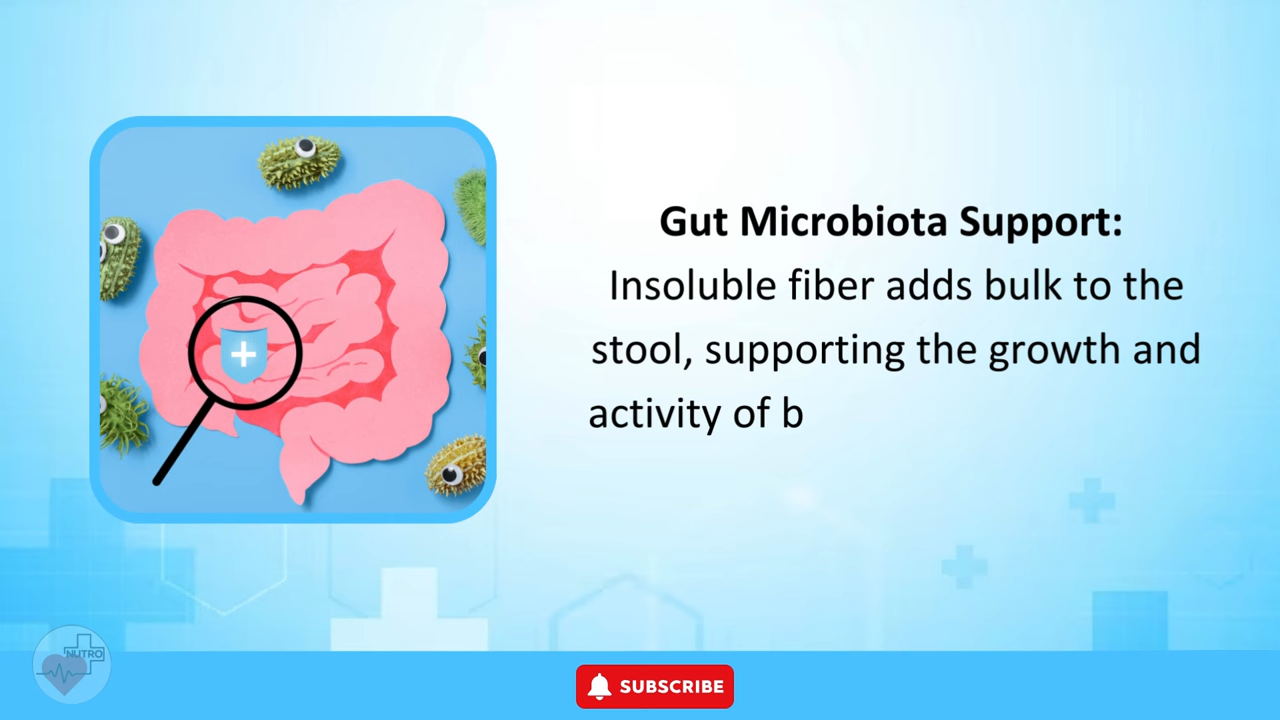 Gut Microbiota Support:
Insoluble fiber adds bulk to the
stool, supporting the growth and
activity of b
NUTRO
SUBSCRIBE